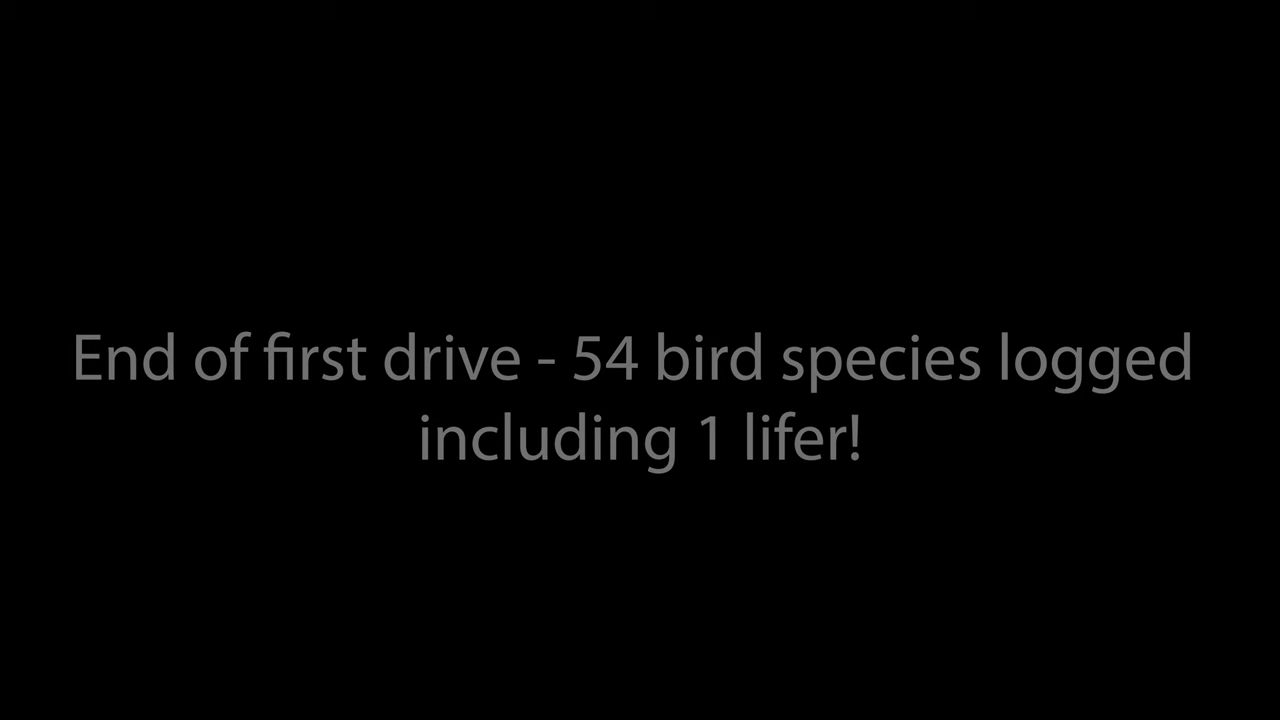 End of first drive - 54 bird species logged
including 1 lifer!